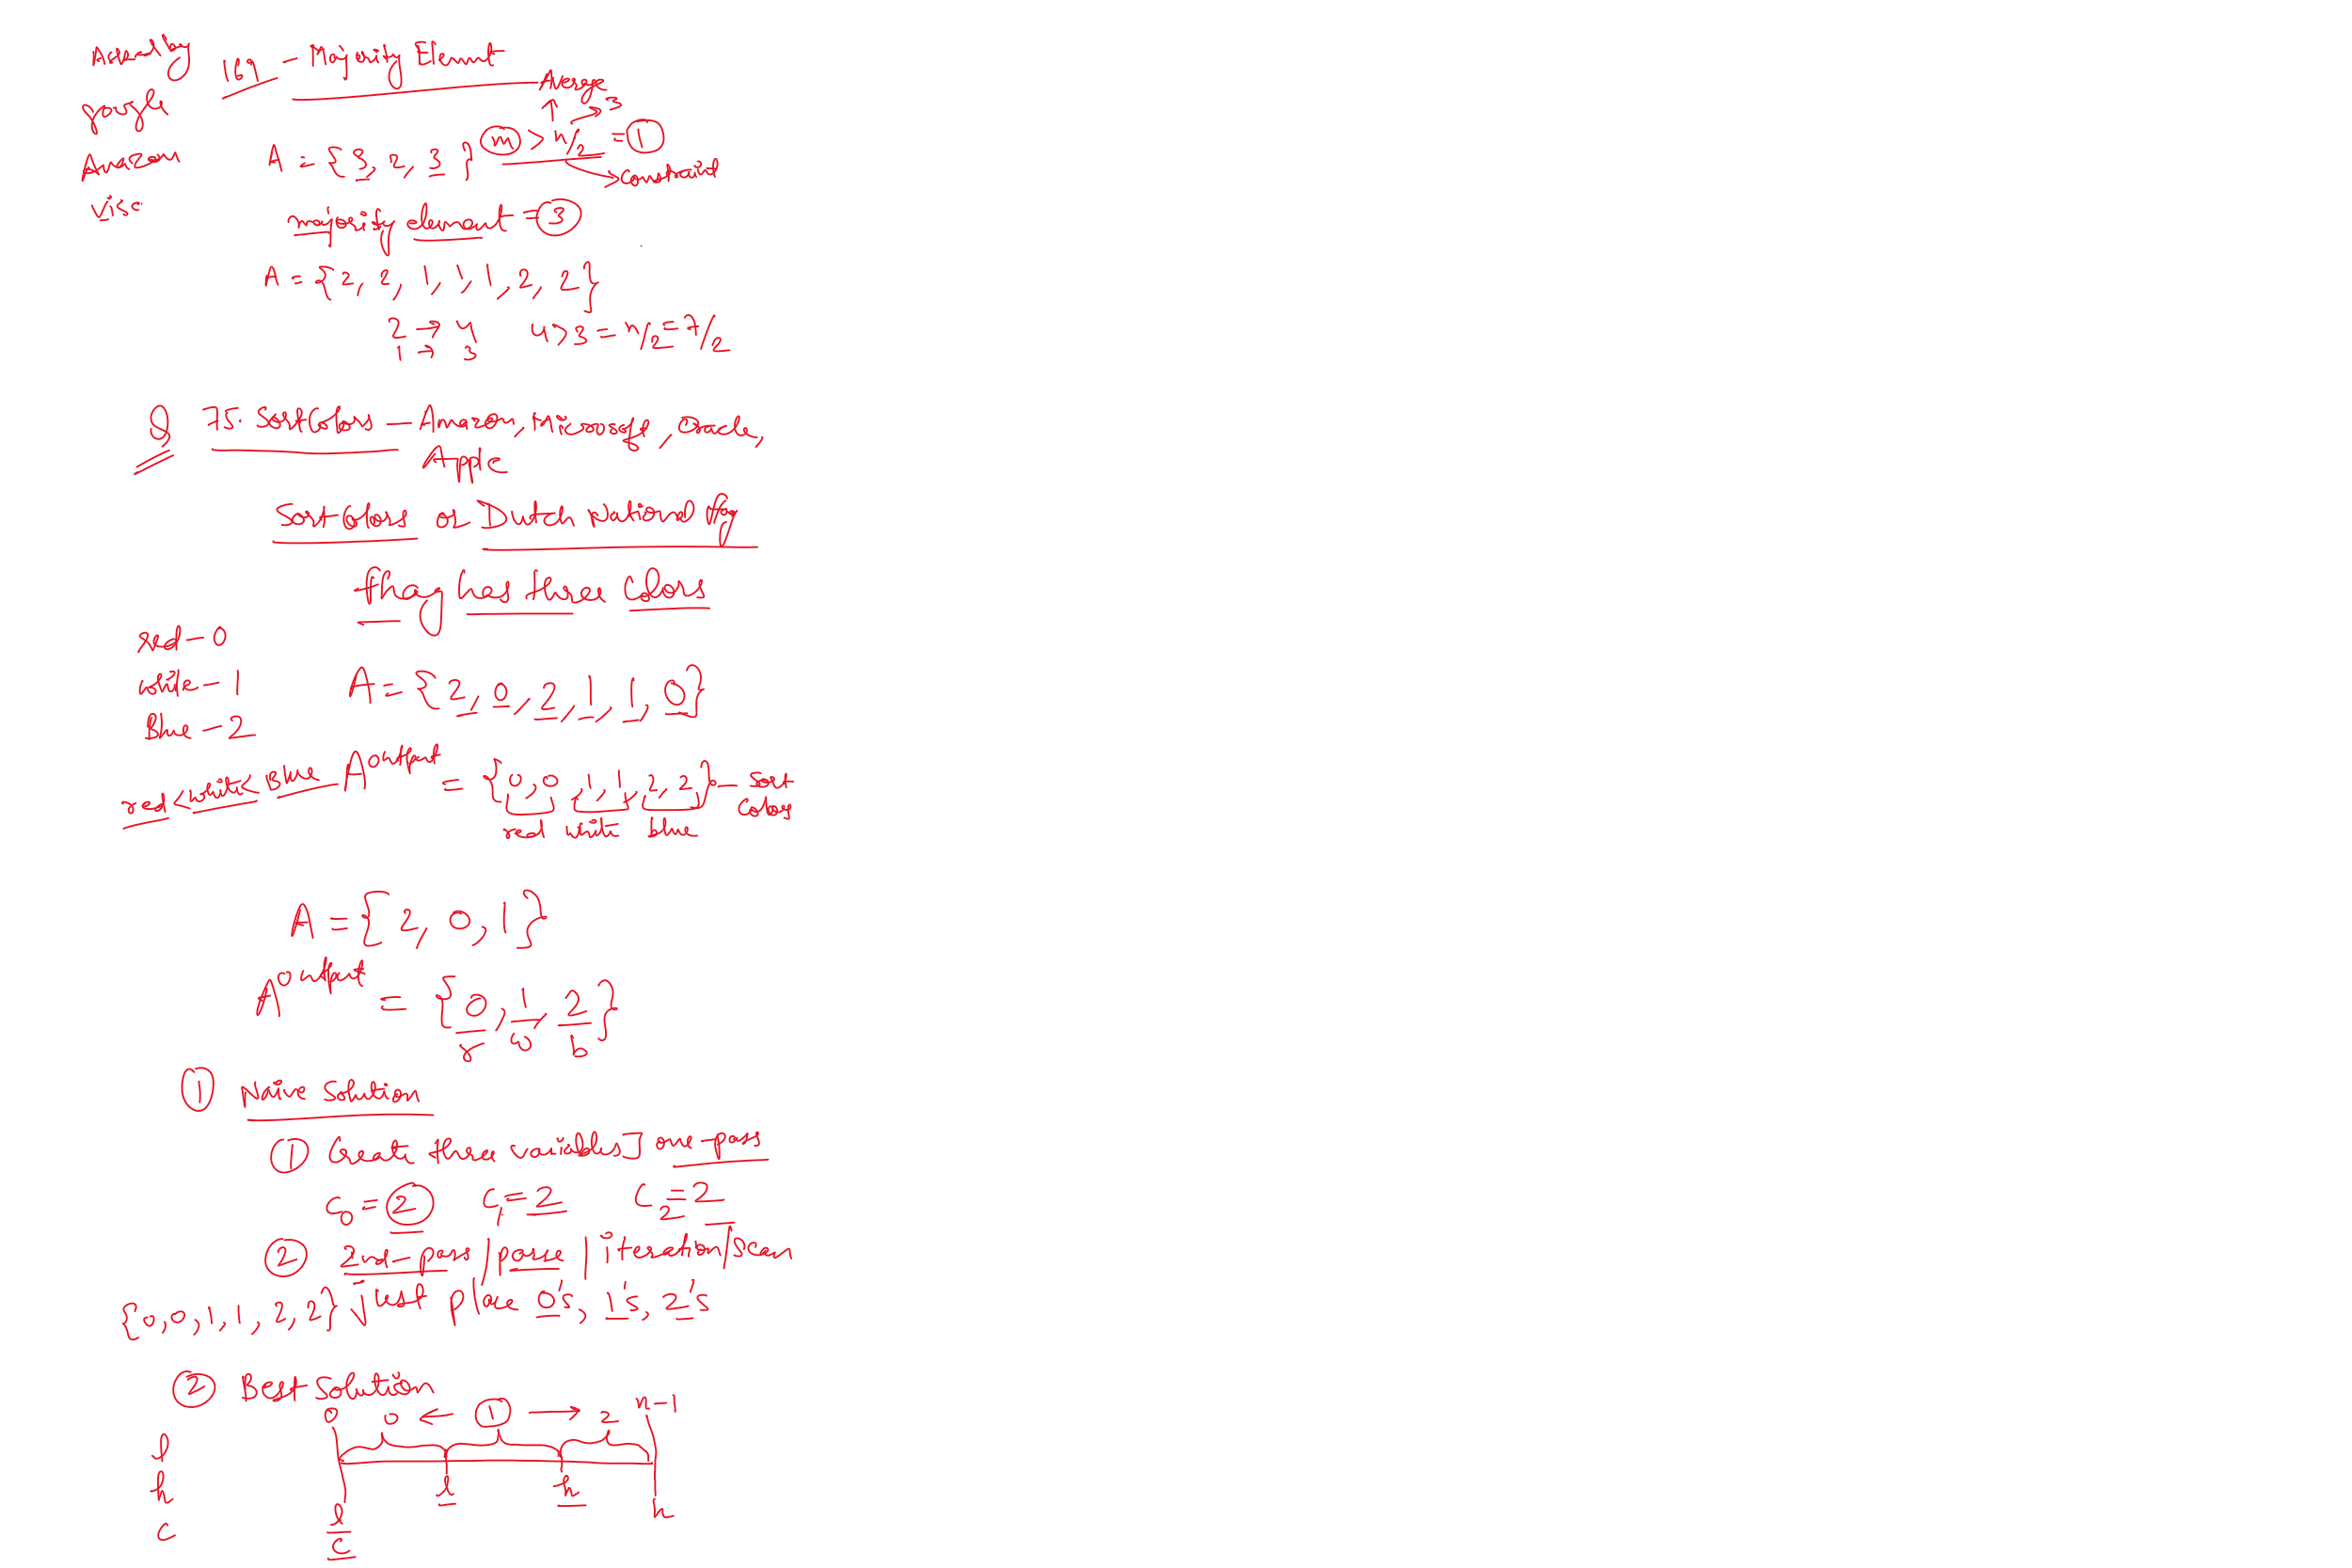 Asked by
google
Amazon
Visa
169 - Majority Element
Average
A = {3, 2, 3} m > n/2 = 1
→ 3
→ Constraint
majority element = 3
A = {2, 2, 1, 1, 1, 2, 2}
2 → 4 4 > 3 = n/2 = 7/2
1 → 3
Q 75. Sort Colors - Amazon, Microsoft, Oracle,
Apple
Sort Colors or Dutch National flag
flag has three colors
red - 0
white - 1
Blue - 2
A = {2, 0, 2, 1, 1, 0}
red < white < Blue
A output = {0, 0, 1, 1, 2, 2} - Sort Colors
red white blue
A = {2, 0, 1}
A output = {0, 1, 2}
r w b
① Naive Solution
① Create three variables] one-pass
c0 = 2 c1 = 2 c2 = 2
② 2nd-pass / parse / iteration / scan
{0, 0, 1, 1, 2, 2} just place 0's, 1's, 2's
② Best Solution
0 0 ← 1 → 2 n-1
l
h
c
l h
l h
c